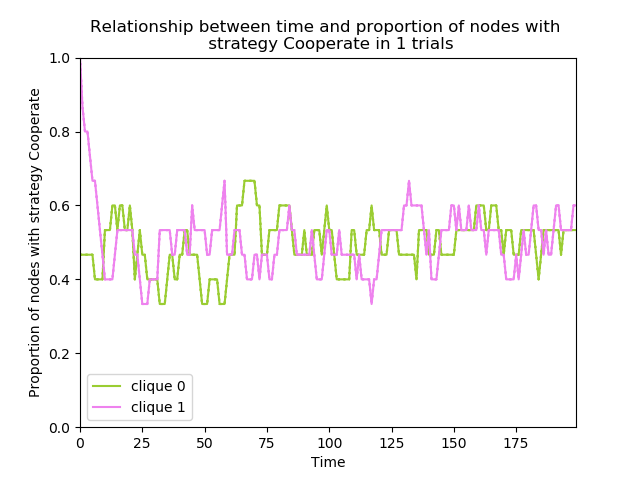 Relationship between time and proportion of nodes with
strategy Cooperate in 1 trials
Proportion of nodes with strategy Cooperate
1.0
0.8
0.6
0.4
0.2
0.0
clique 0
clique 1
0 25 50 75 100 125 150 175
Time